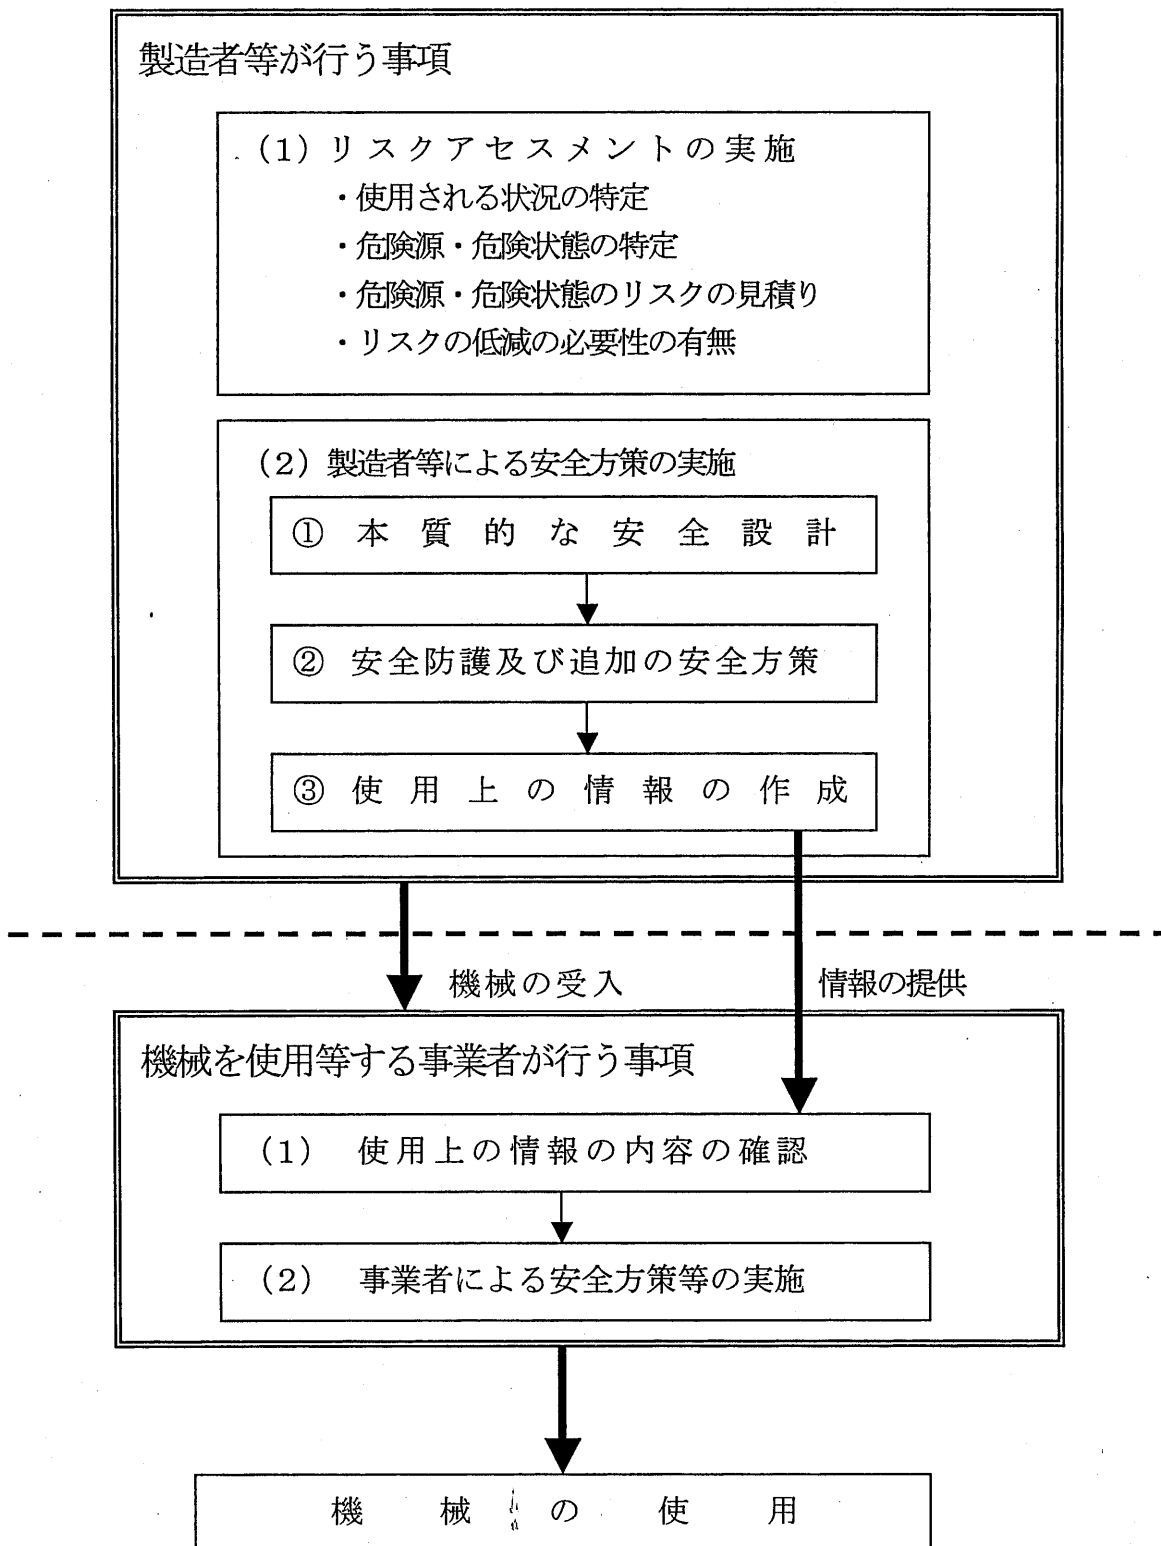 製造者等が行う事項
(1)リスクアセスメントの実施
・使用される状況の特定
・危険源・危険状態の特定
・危険源・危険状態のリスクの見積り
・リスクの低減の必要性の有無
(2)製造者等による安全方策の実施
① 本質的な安全設計
② 安全防護及び追加の安全方策
③ 使用上の情報の作成
機械の受入
情報の提供
機械を使用等する事業者が行う事項
(1) 使用上の情報の内容の確認
(2) 事業者による安全方策等の実施
機械の使用